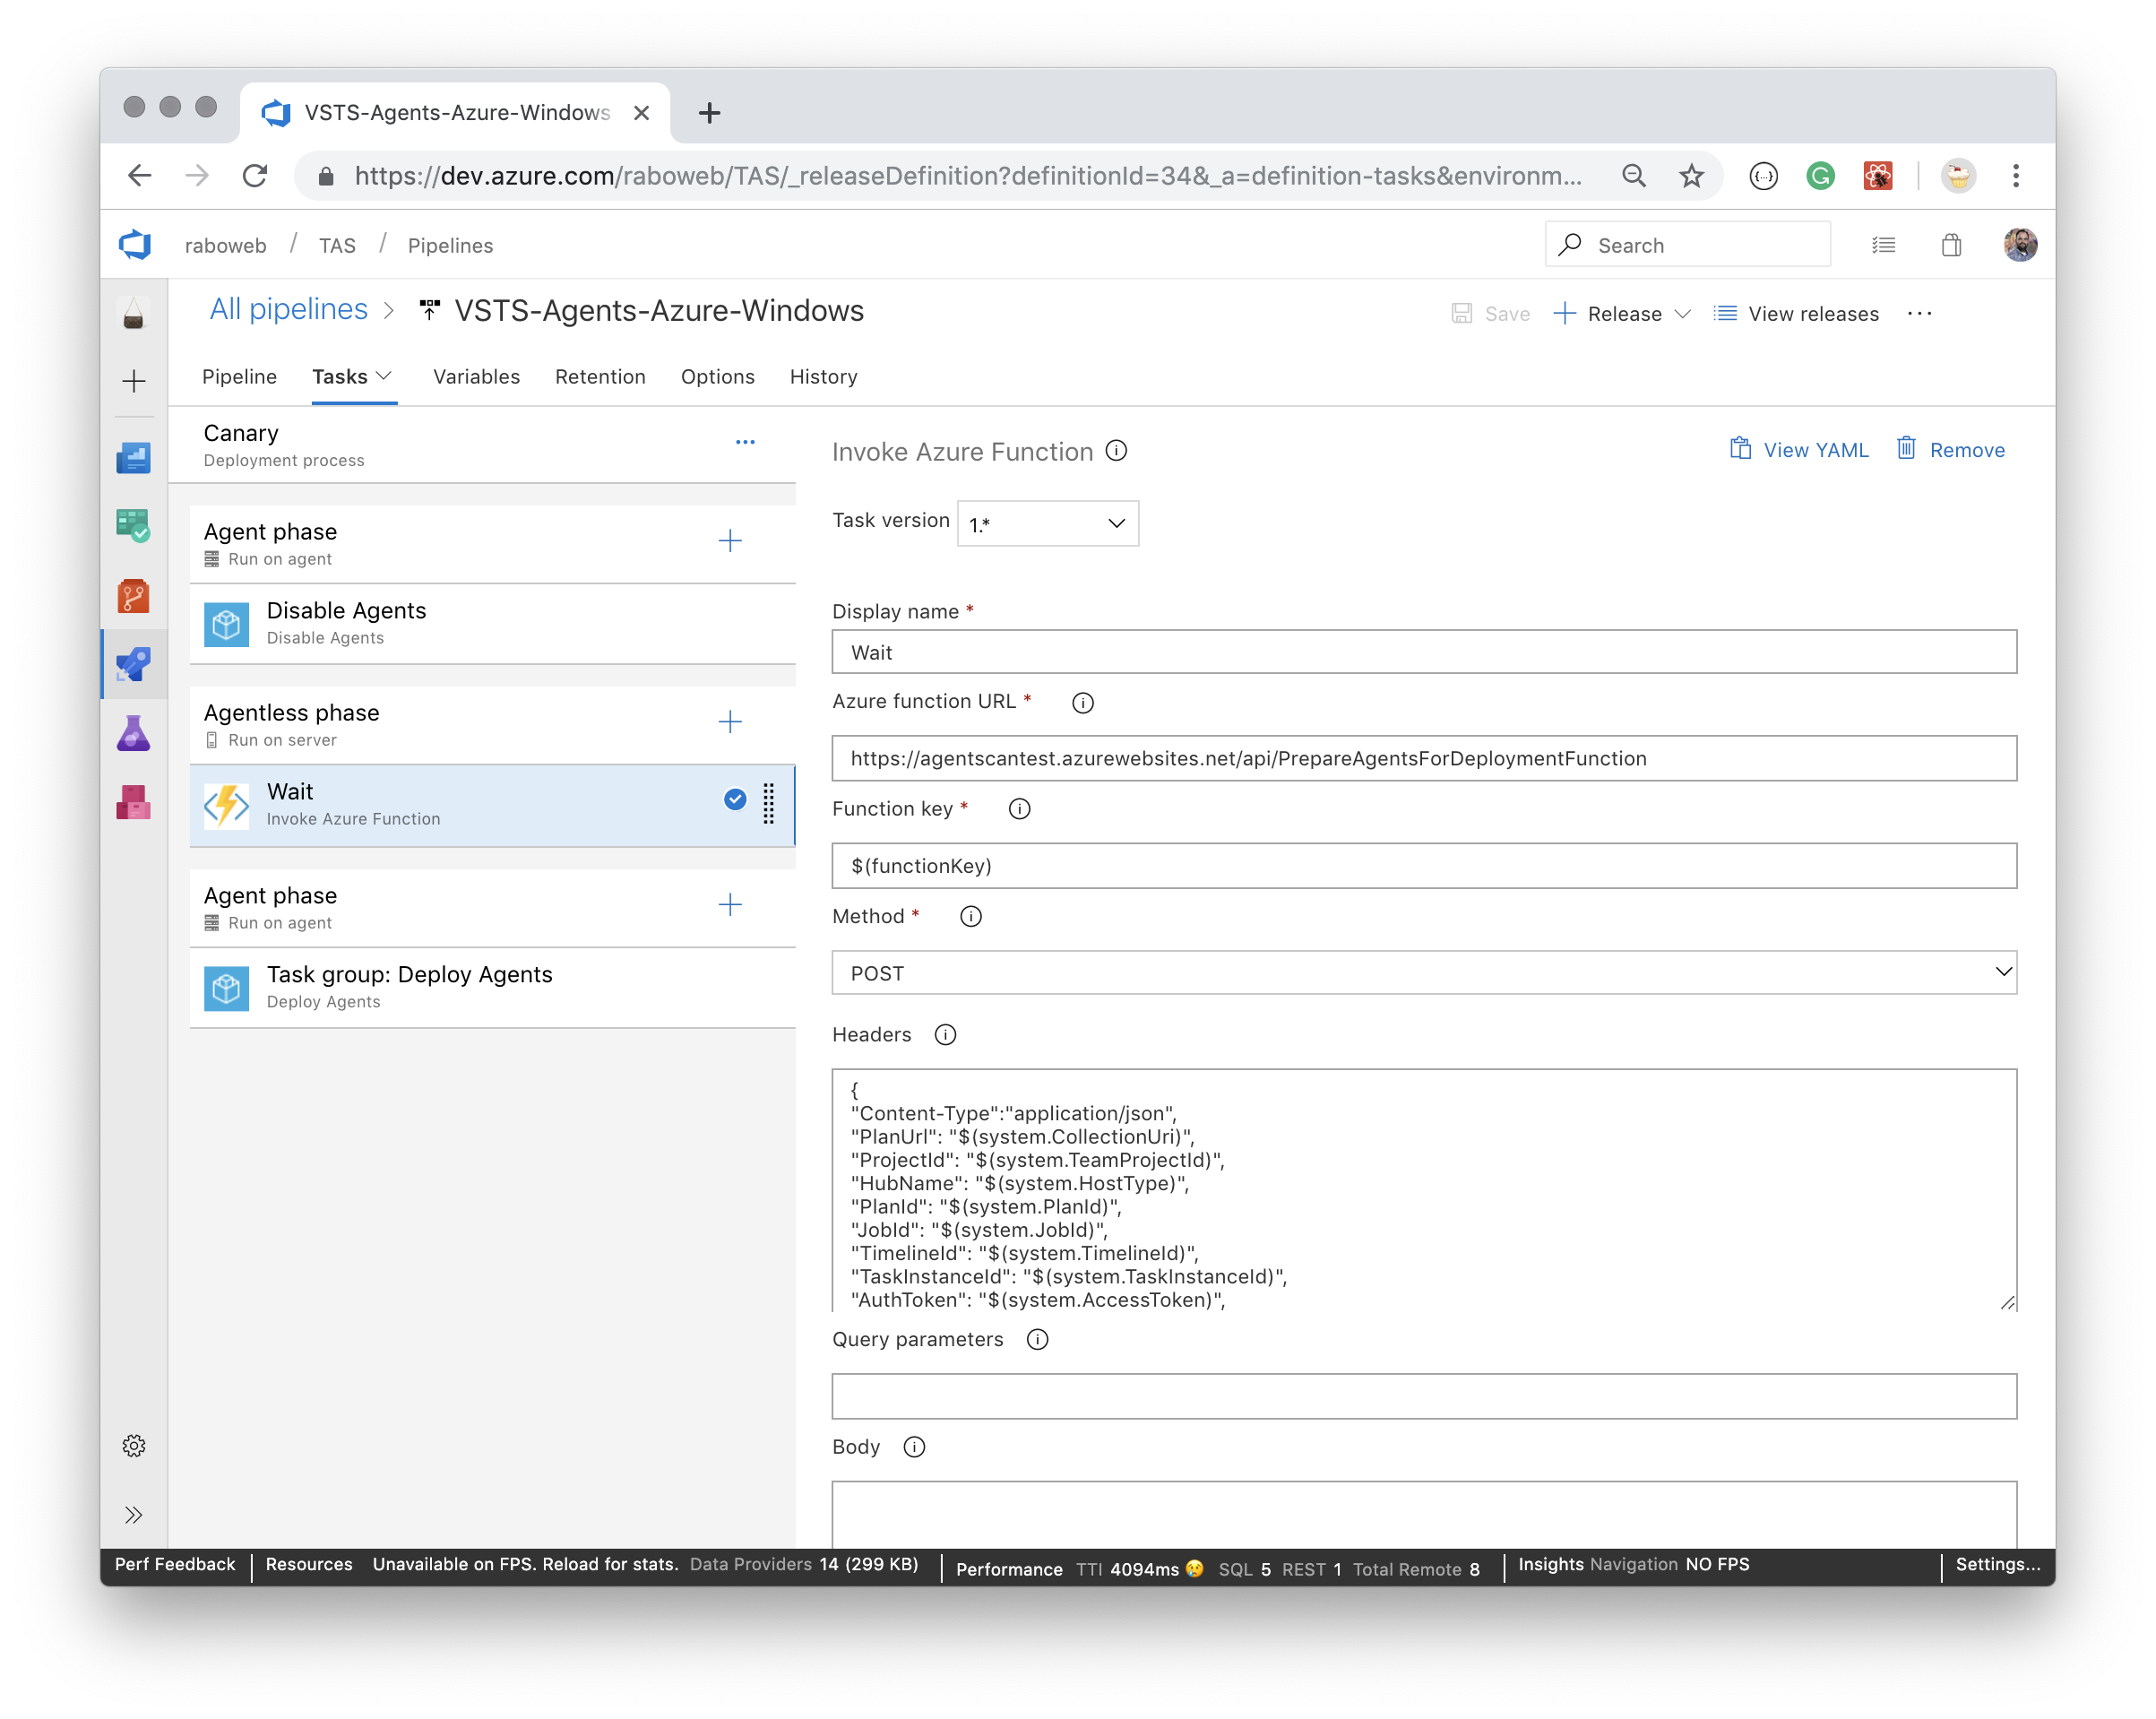 VSTS-Agents-Azure-Windows
https://dev.azure.com/raboweb/TAS/_releaseDefinition?definitionId=34&_a=definition-tasks&environm...
raboweb / TAS / Pipelines
Search
All pipelines > VSTS-Agents-Azure-Windows
Save
Release
View releases
Pipeline
Tasks
Variables
Retention
Options
History
Canary
Deployment process
Agent phase
Run on agent
Disable Agents
Disable Agents
Agentless phase
Run on server
Wait
Invoke Azure Function
Agent phase
Run on agent
Task group: Deploy Agents
Deploy Agents
Invoke Azure Function
View YAML
Remove
Task version 1.*
Display name *
Wait
Azure function URL *
https://agentscantest.azurewebsites.net/api/PrepareAgentsForDeploymentFunction
Function key *
$(functionKey)
Method *
POST
Headers
{
"Content-Type":"application/json",
"PlanUrl": "$(system.CollectionUri)",
"ProjectId": "$(system.TeamProjectId)",
"HubName": "$(system.HostType)",
"PlanId": "$(system.PlanId)",
"JobId": "$(system.JobId)",
"TimelineId": "$(system.TimelineId)",
"TaskInstanceId": "$(system.TaskInstanceId)",
"AuthToken": "$(system.AccessToken)",
Query parameters
Body
Perf Feedback | Resources Unavailable on FPS. Reload for stats. Data Providers 14 (299 KB) | Performance TTI 4094ms 😢 SQL 5 REST 1 Total Remote 8 | Insights Navigation NO FPS | Settings...